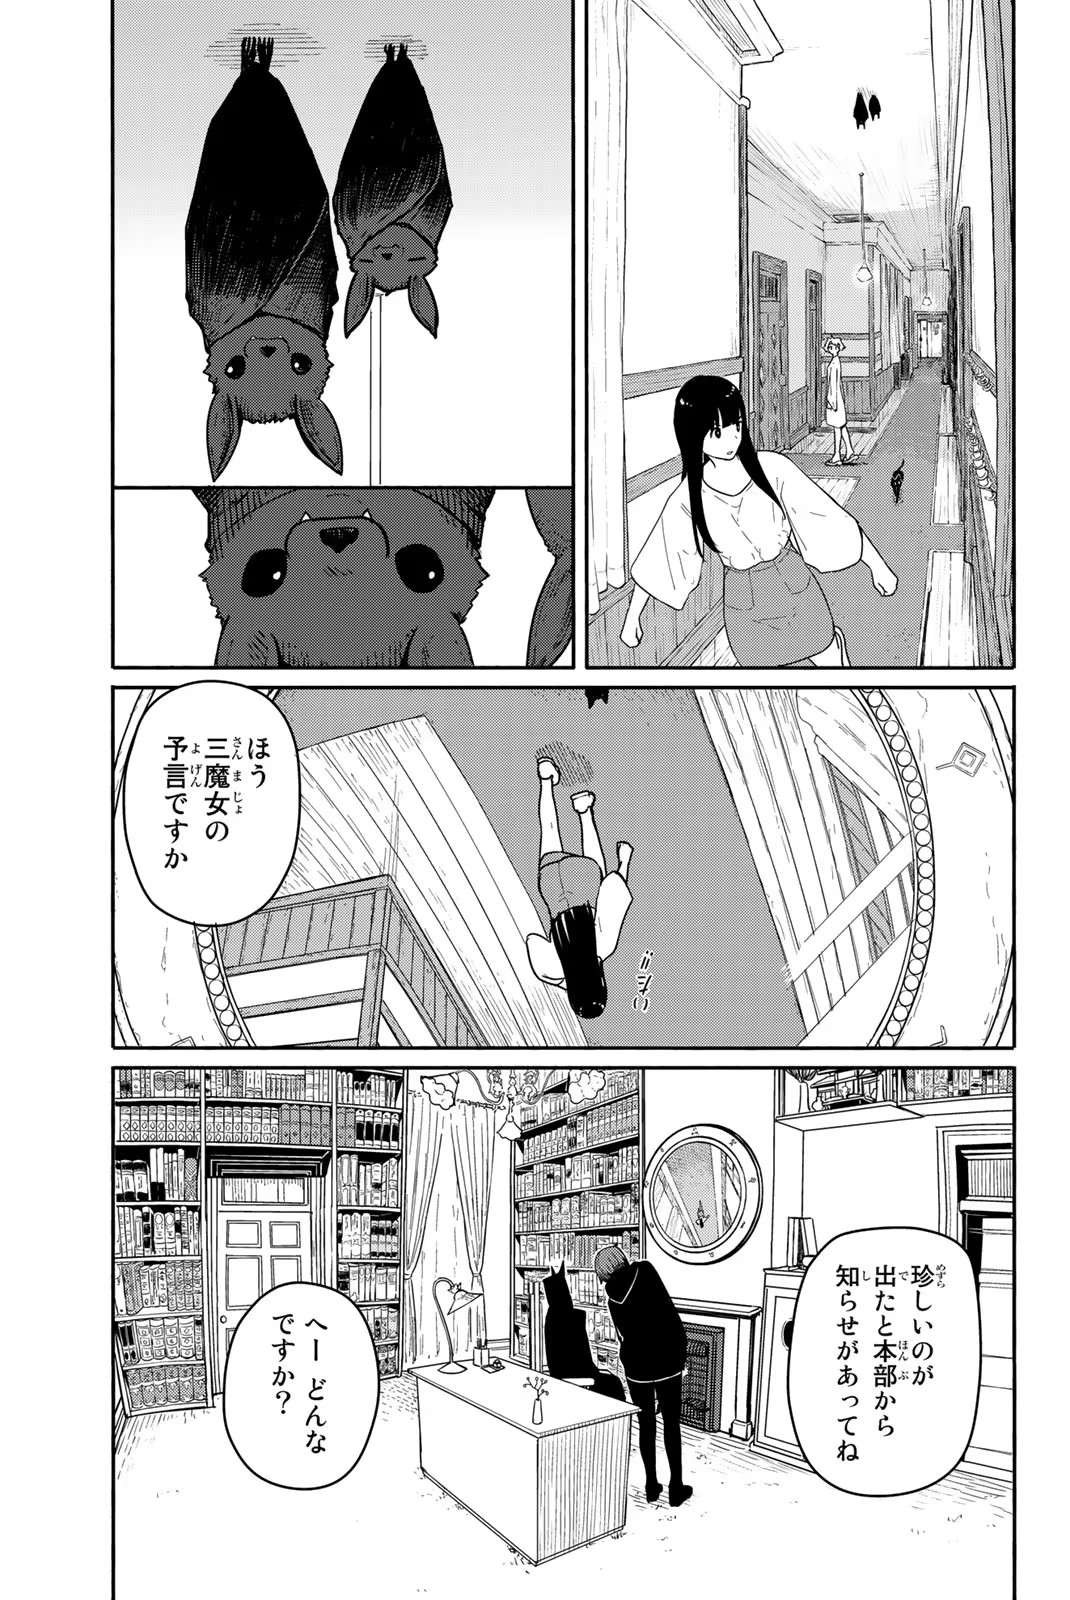 ほう
三魔女の
予言ですか
珍しいのが
出たと本部から
知らせがあってね
へー どんな
ですか？